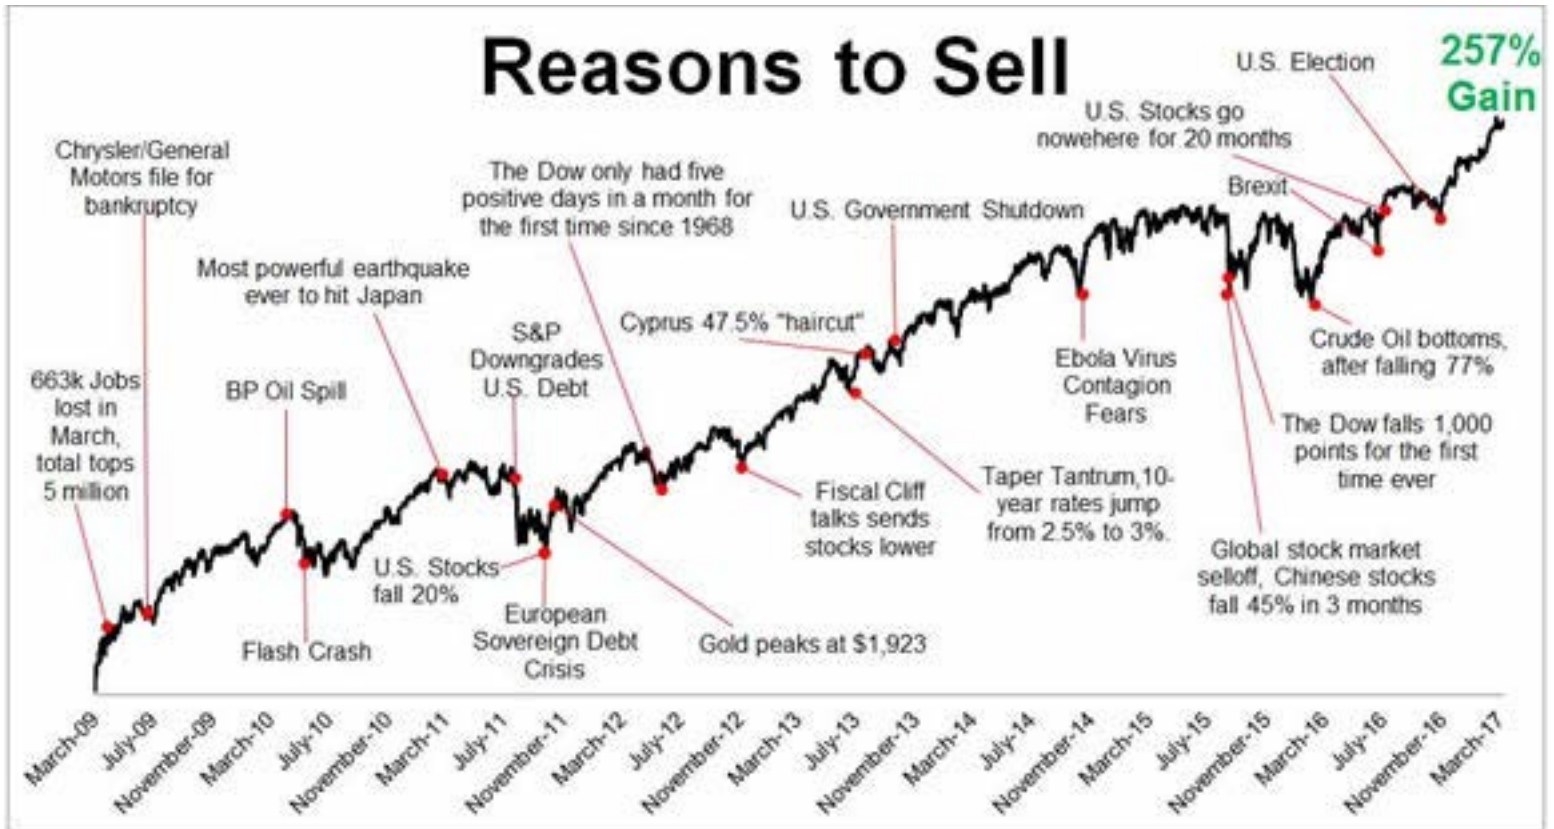 Reasons to Sell
257%
Gain
Chrysler/General
Motors file for
bankruptcy
663k Jobs
lost in
March,
total tops
5 million
Most powerful earthquake
ever to hit Japan
BP Oil Spill
Flash Crash
The Dow only had five
positive days in a month for
the first time since 1968
S&P
Downgrades
U.S. Debt
U.S. Stocks
fall 20%
European
Sovereign Debt
Crisis
Gold peaks at $1,923
Cyprus 47.5% "haircut"
U.S. Government Shutdown
Fiscal Cliff
talks sends
stocks lower
Taper Tantrum,10-
year rates jump
from 2.5% to 3%.
Ebola Virus
Contagion
Fears
U.S. Election
U.S. Stocks go
nowehere for 20 months
Brexit
Crude Oil bottoms,
after falling 77%
The Dow falls 1,000
points for the first
time ever
Global stock market
selloff, Chinese stocks
fall 45% in 3 months
March-09
July-09
November-09
March-10
July-10
November-10
March-11
July-11
November-11
March-12
July-12
November-12
March-13
July-13
November-13
March-14
July-14
November-14
March-15
July-15
November-15
March-16
July-16
November-16
March-17